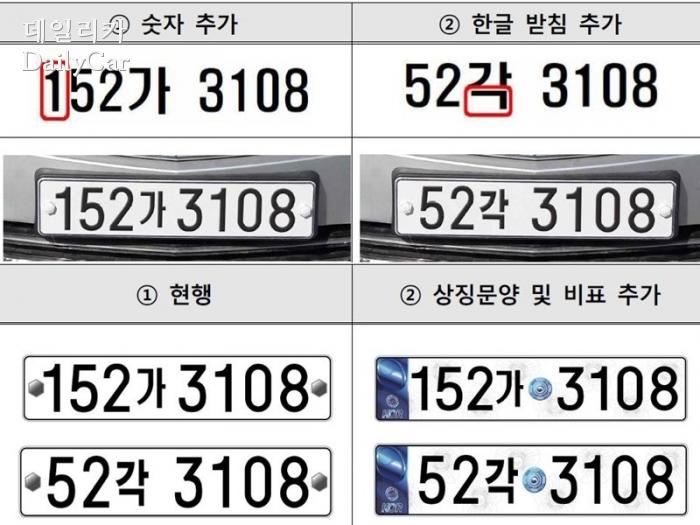 데일리카
DailyCar
① 숫자 추가
② 한글 받침 추가
152가 3108
52각 3108
152가 3108
52각 3108
① 현행
② 상징문양 및 비표 추가
152가 3108
152가 3108
52각 3108
52각 3108